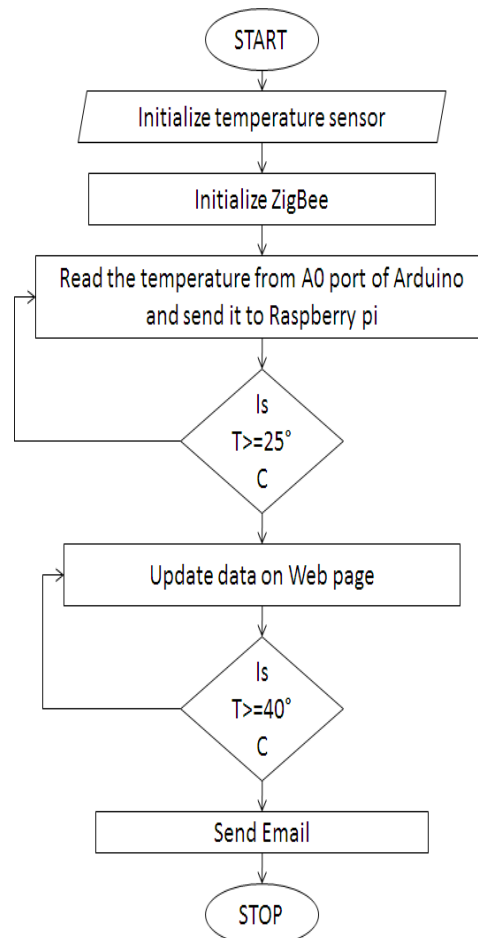 START
Initialize temperature sensor
Initialize ZigBee
Read the temperature from A0 port of Arduino
and send it to Raspberry pi
Is
T>=25°
C
Update data on Web page
Is
T>=40°
C
Send Email
STOP